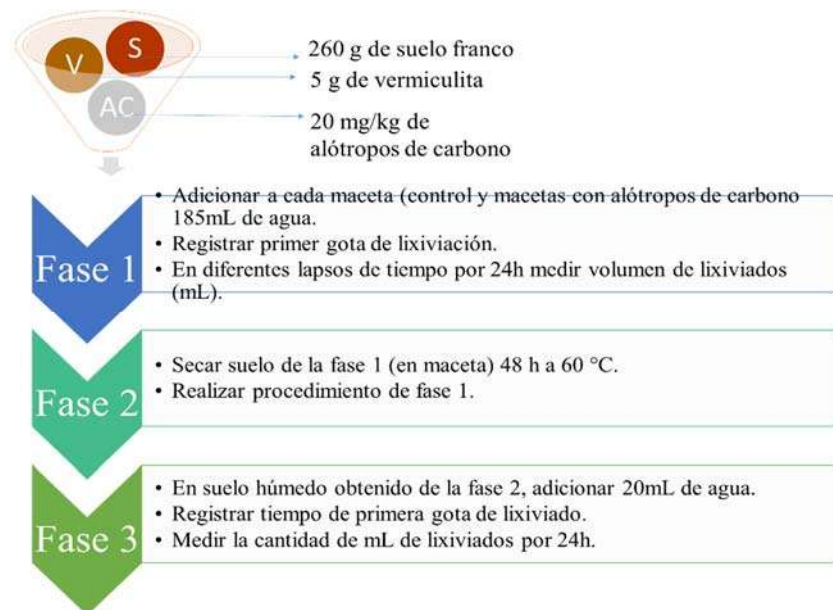 S
V
AC
260 g de suelo franco
5 g de vermiculita
20 mg/kg de
alótropos de carbono
Fase 1
• Adicionar a cada maceta (control y macetas con alótropos de carbono
185mL de agua.
• Registrar primer gota de lixiviación.
• En diferentes lapsos de tiempo por 24h medir volumen de lixiviados
(mL).
Fase 2
• Secar suelo de la fase 1 (en maceta) 48 h a 60 °C.
• Realizar procedimiento de fase 1.
Fase 3
• En suelo húmedo obtenido de la fase 2, adicionar 20mL de agua.
• Registrar tiempo de primera gota de lixiviado.
• Medir la cantidad de mL de lixiviados por 24h.